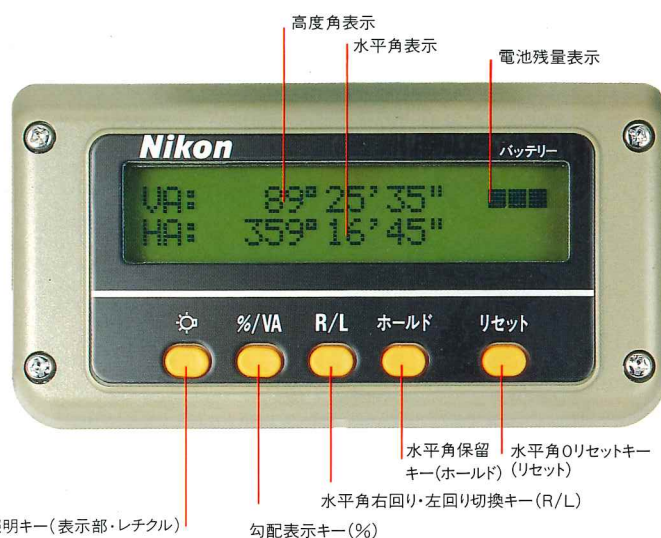 高度角表示
水平角表示
電池残量表示
Nikon
バッテリー
VA: 89°25'35"
HA: 359°16'45"
%/VA
R/L
ホールド
リセット
水平角保留
キー(ホールド)
水平角0リセットキー
(リセット)
水平角右回り・左回り切換キー(R/L)
明キー(表示部・レチクル)
勾配表示キー(%)